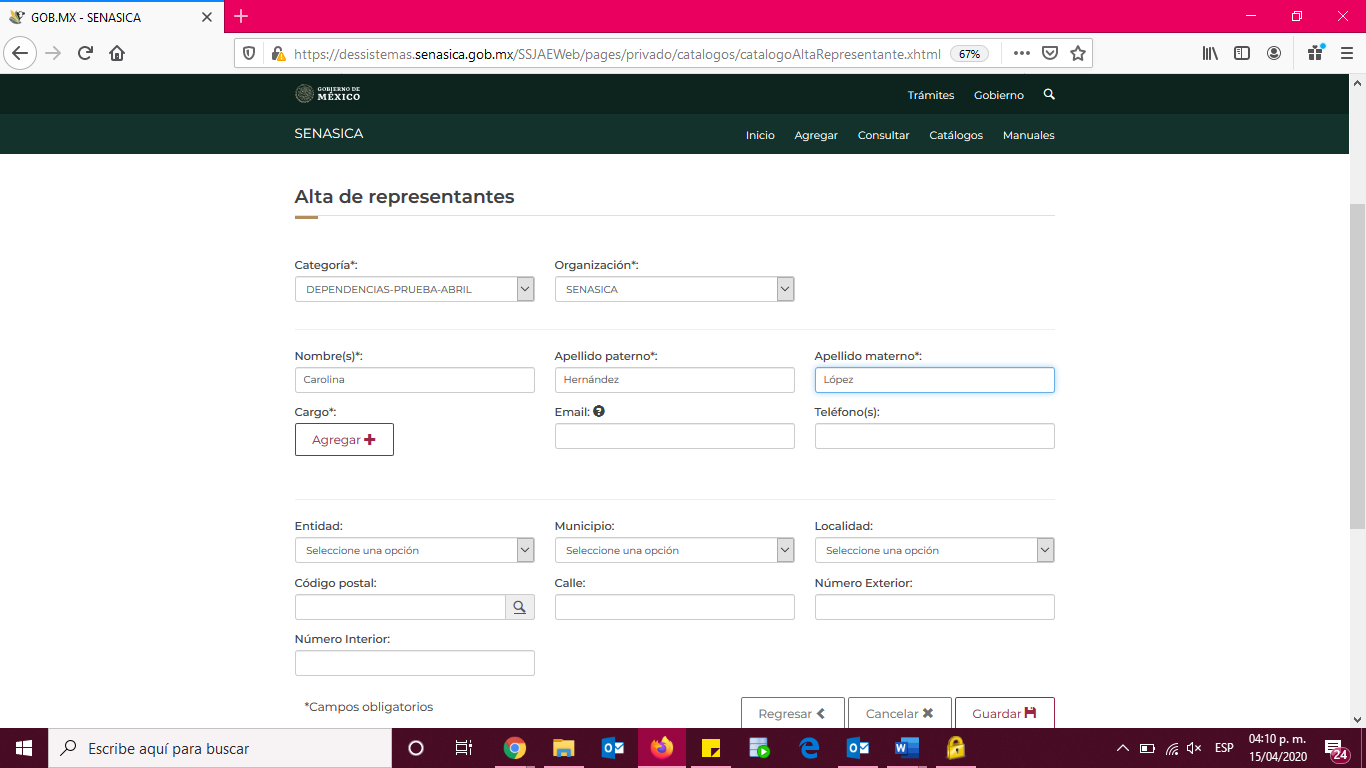 GOB.MX - SENASICA
https://dessistemas.senasica.gob.mx/SSJAEWeb/pages/privado/catalogos/catalogoAltaRepresentante.xhtml 67%
GOBIERNO DE
MÉXICO
Trámites Gobierno
SENASICA
Inicio Agregar Consultar Catálogos Manuales
Alta de representantes
Categoría*: Organización*:
DEPENDENCIAS-PRUEBA-ABRIL SENASICA
Nombre(s)*: Apellido paterno*: Apellido materno*:
Carolina Hernández López
Cargo*: Email: Teléfono(s):
Agregar
Entidad: Municipio: Localidad:
Seleccione una opción Seleccione una opción Seleccione una opción
Código postal: Calle: Número Exterior:
Número Interior:
*Campos obligatorios
Regresar Cancelar Guardar
Escribe aquí para buscar
ESP
04:10 p. m.
15/04/2020
24